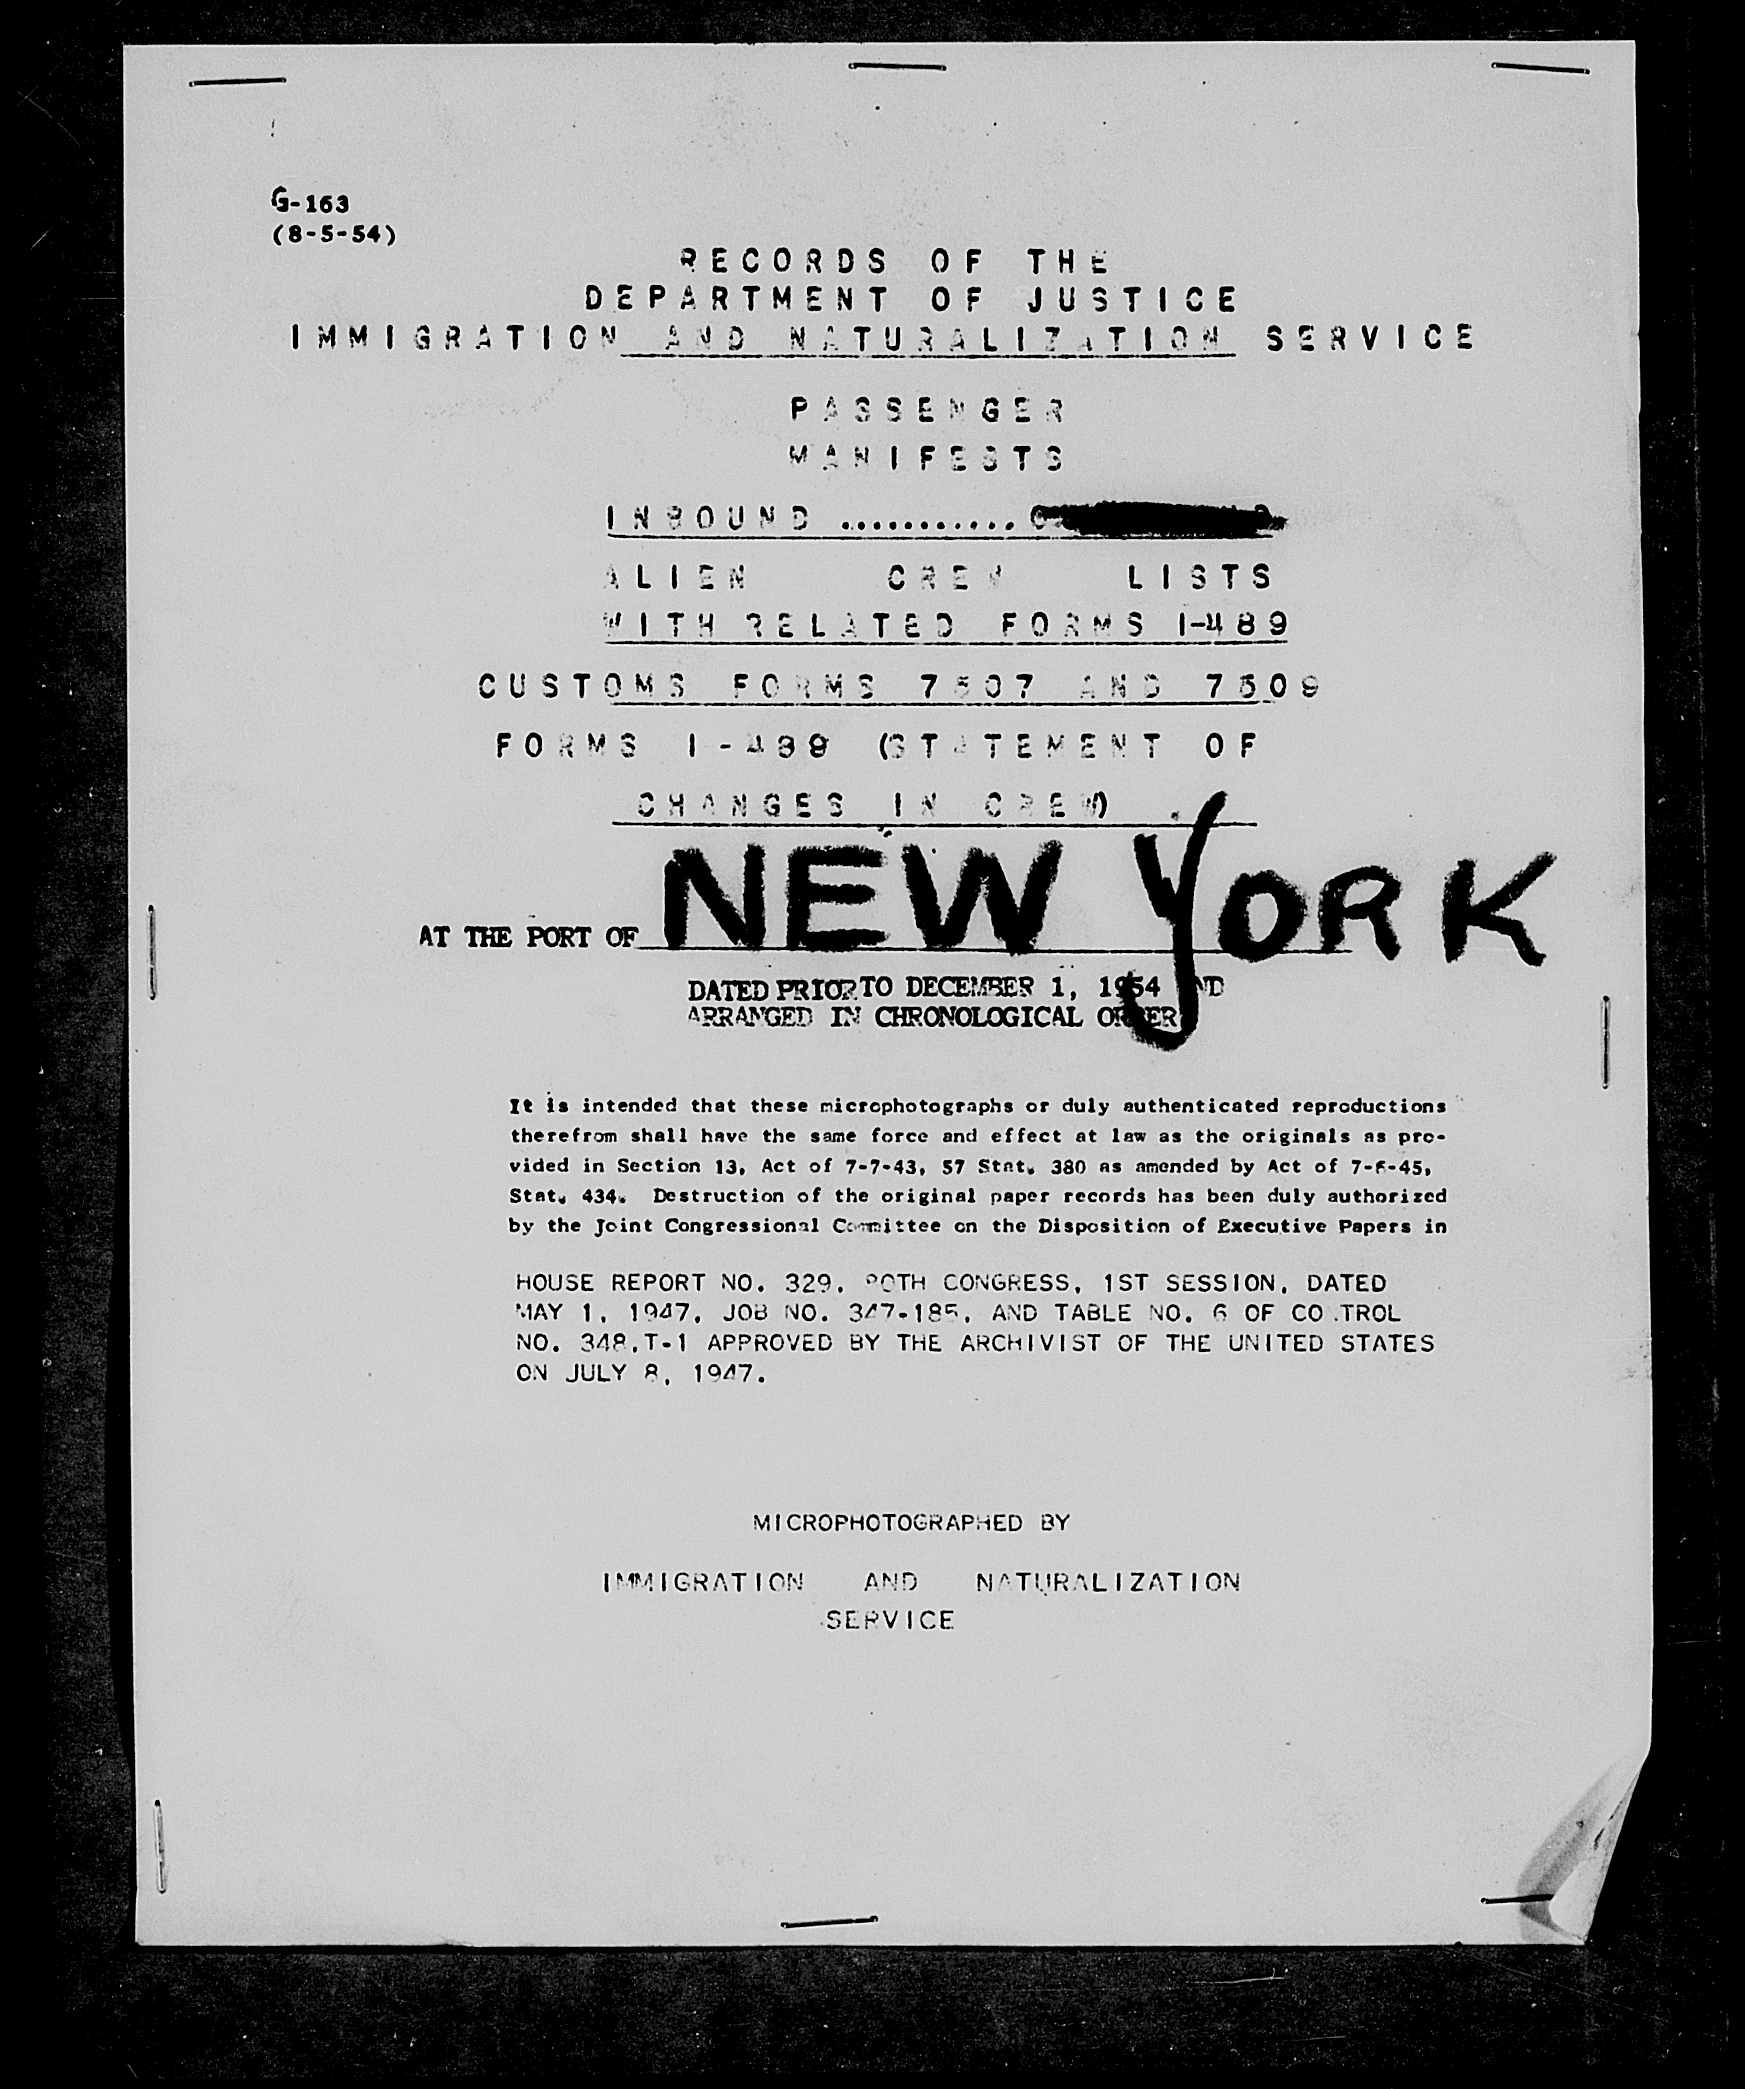 G-163
(8-5-54)
RECORDS OF THE
DEPARTMENT OF JUSTICE
IMMIGRATION AND NATURALIZATION SERVICE
PASSENGER
MANIFESTS
INBOUND ...........
ALIEN CREW LISTS
WITH RELATED FORMS I-489
CUSTOMS FORMS 7507 AND 7509
FORMS I-489 (STATEMENT OF
CHANGES IN CREW)
AT THE PORT OF NEW YORK
DATED PRIOR TO DECEMBER 1, 1954 AND
ARRANGED IN CHRONOLOGICAL ORDER
It is intended that these microphotographs or duly authenticated reproductions
therefrom shall have the same force and effect at law as the originals as pro-
vided in Section 13, Act of 7-7-43, 57 Stat. 380 as amended by Act of 7-6-45,
Stat. 434. Destruction of the original paper records has been duly authorized
by the Joint Congressional Committee on the Disposition of Executive Papers in
HOUSE REPORT NO. 329, 80TH CONGRESS, 1ST SESSION, DATED
MAY 1, 1947, JOB NO. 347-185, AND TABLE NO. 6 OF CONTROL
NO. 348,T-1 APPROVED BY THE ARCHIVIST OF THE UNITED STATES
ON JULY 8, 1947.
MICROPHOTOGRAPHED BY
IMMIGRATION AND NATURALIZATION
SERVICE